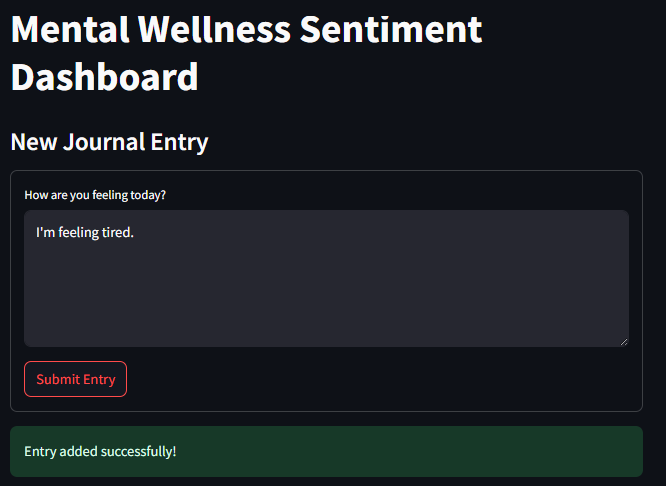 Mental Wellness Sentiment
Dashboard
New Journal Entry
How are you feeling today?
I'm feeling tired.
Submit Entry
Entry added successfully!